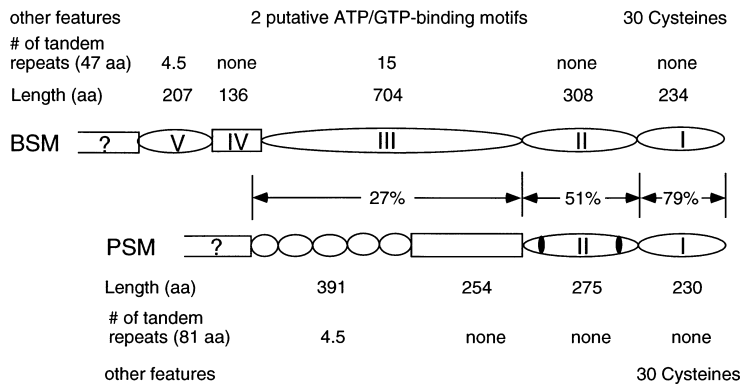 other features 2 putative ATP/GTP-binding motifs 30 Cysteines
# of tandem
repeats (47 aa) 4.5 none 15 none none
Length (aa) 207 136 704 308 234
BSM ? V IV III II I
27% 51% 79%
PSM ? II I
Length (aa) 391 254 275 230
# of tandem
repeats (81 aa) 4.5 none none none
other features 30 Cysteines